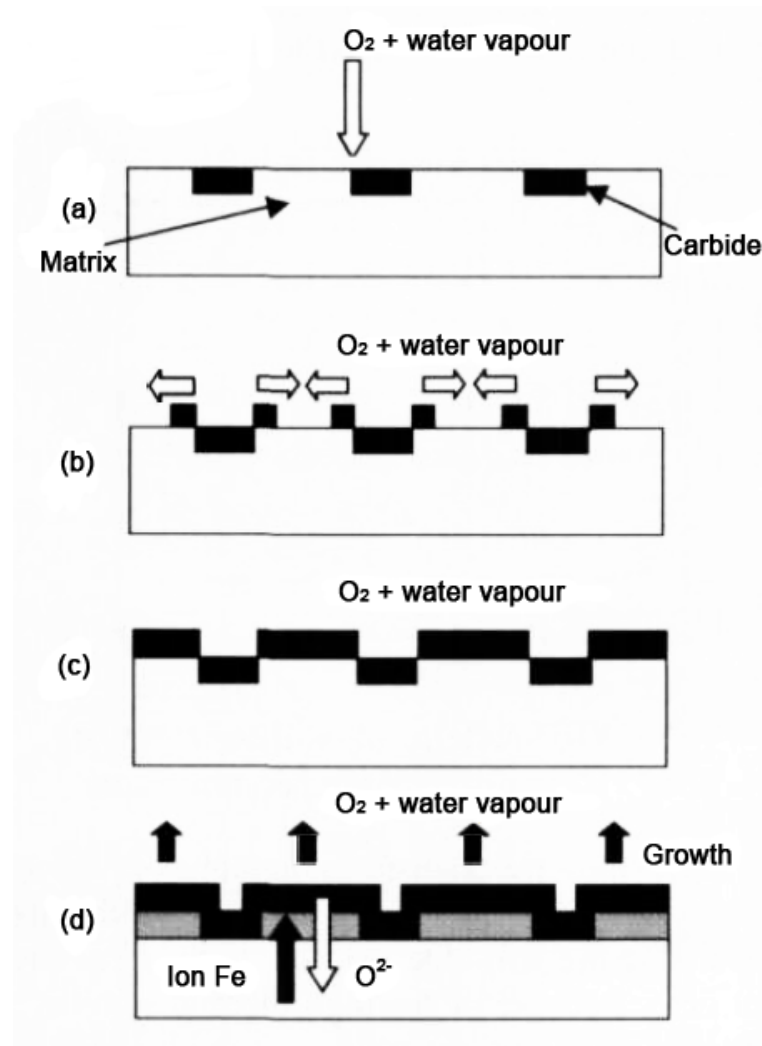 O₂ + water vapour
(a)
Matrix
Carbide
O₂ + water vapour
(b)
O₂ + water vapour
(c)
O₂ + water vapour
Growth
(d)
Ion Fe
O²⁻